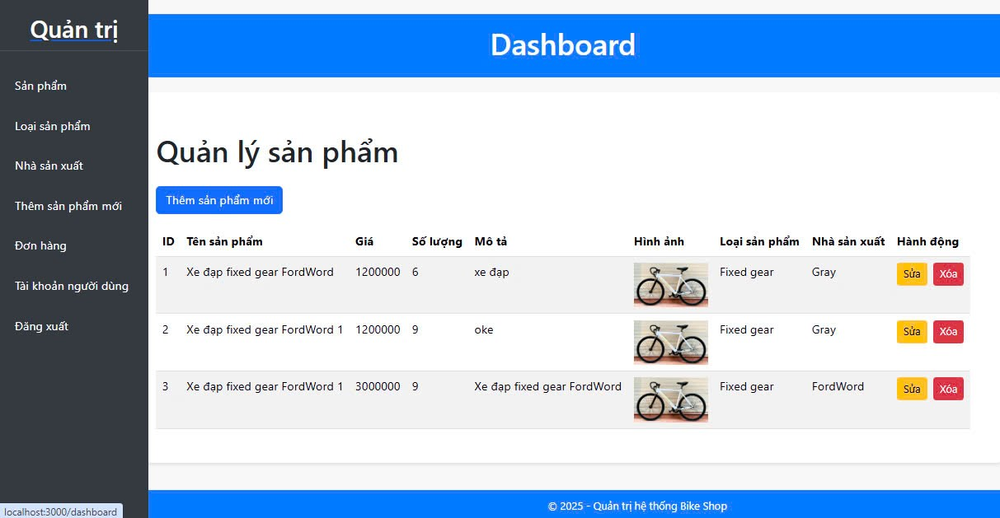 Quản trị
Dashboard
Sản phẩm
Loại sản phẩm
Nhà sản xuất
Thêm sản phẩm mới
Đơn hàng
Tài khoản người dùng
Đăng xuất
Quản lý sản phẩm
Thêm sản phẩm mới
ID Tên sản phẩm Giá Số lượng Mô tả Hình ảnh Loại sản phẩm Nhà sản xuất Hành động
1 Xe đạp fixed gear FordWord 1200000 6 xe đạp Fixed gear Gray Sửa Xóa
2 Xe đạp fixed gear FordWord 1 1200000 9 oke Fixed gear Gray Sửa Xóa
3 Xe đạp fixed gear FordWord 1 3000000 9 Xe đạp fixed gear FordWord Fixed gear FordWord Sửa Xóa
© 2025 - Quản trị hệ thống Bike Shop
localhost:3000/dashboard